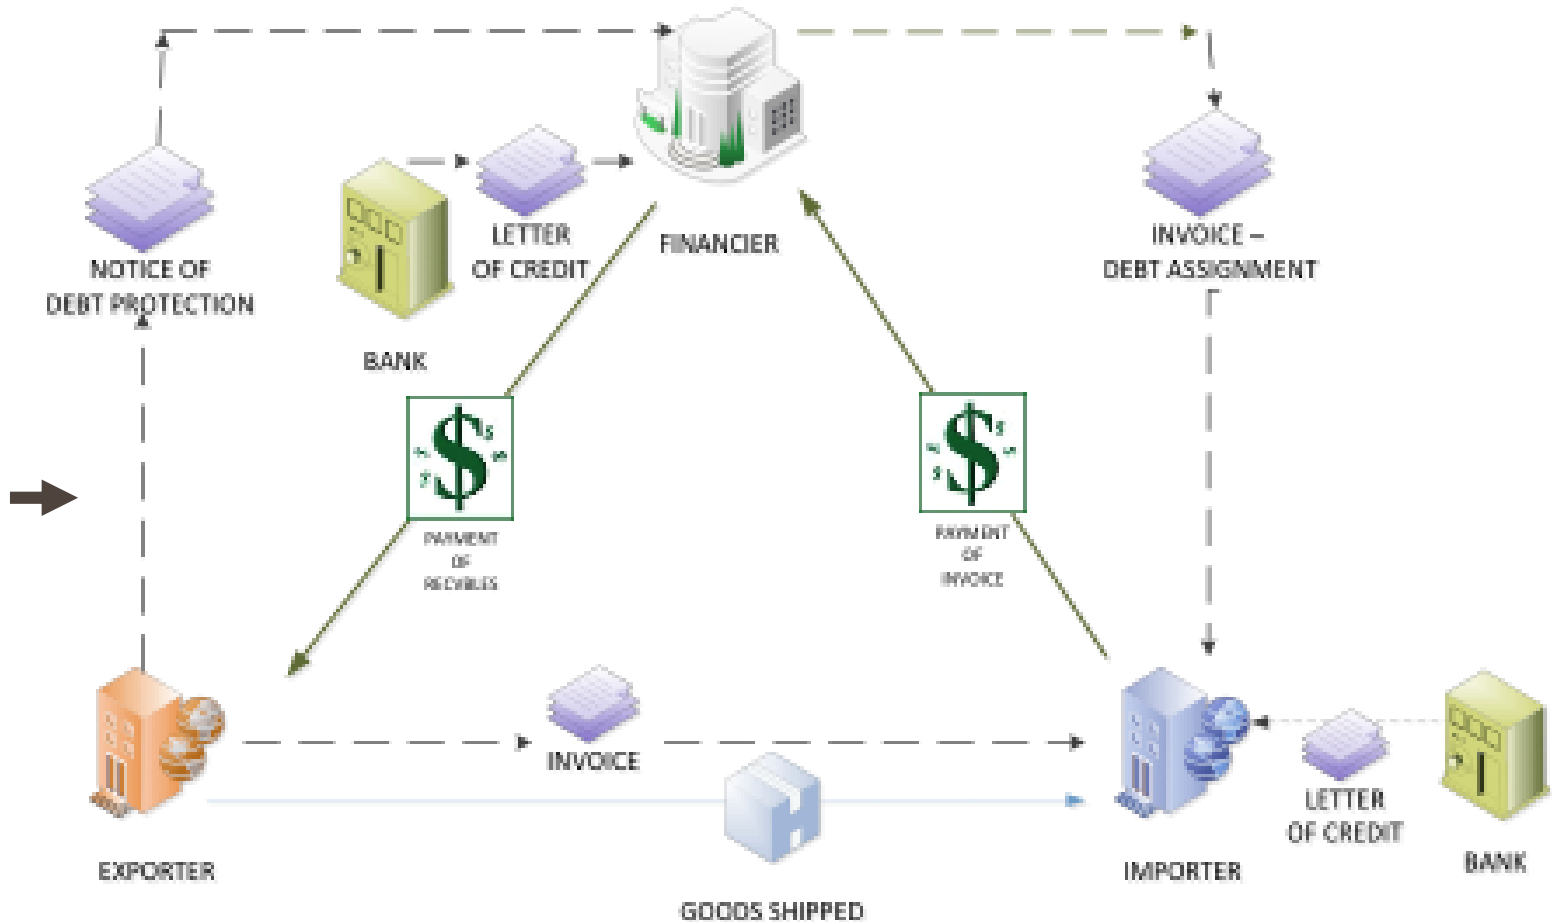 NOTICE OF
DEBT PROTECTION
LETTER
OF CREDIT
BANK
FINANCIER
INVOICE –
DEBT ASSIGNMENT
$
PAYMENT
OF
RECVBLES
$
PAYMENT
OF
INVOICE
INVOICE
EXPORTER
GOODS SHIPPED
IMPORTER
LETTER
OF CREDIT
BANK